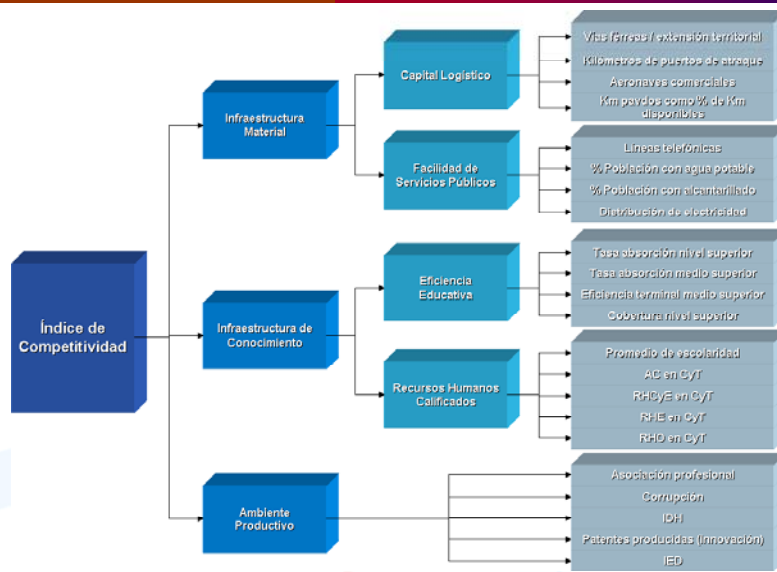 Índice de
Competitividad
Infraestructura
Material
Capital Logístico
Vías férreas / extensión territorial
Kilómetros de puertos de atraque
Aeronaves comerciales
Km pavdos como % de Km
disponibles
Facilidad de
Servicios Públicos
Líneas telefónicas
% Población con agua potable
% Población con alcantarillado
Distribución de electricidad
Infraestructura de
Conocimiento
Eficiencia
Educativa
Tasa absorción nivel superior
Tasa absorción medio superior
Eficiencia terminal medio superior
Cobertura nivel superior
Recursos Humanos
Calificados
Promedio de escolaridad
AC en CyT
RHCyE en CyT
RHE en CyT
RHO en CyT
Ambiente
Productivo
Asociación profesional
Corrupción
IDH
Patentes producidas (innovación)
IED